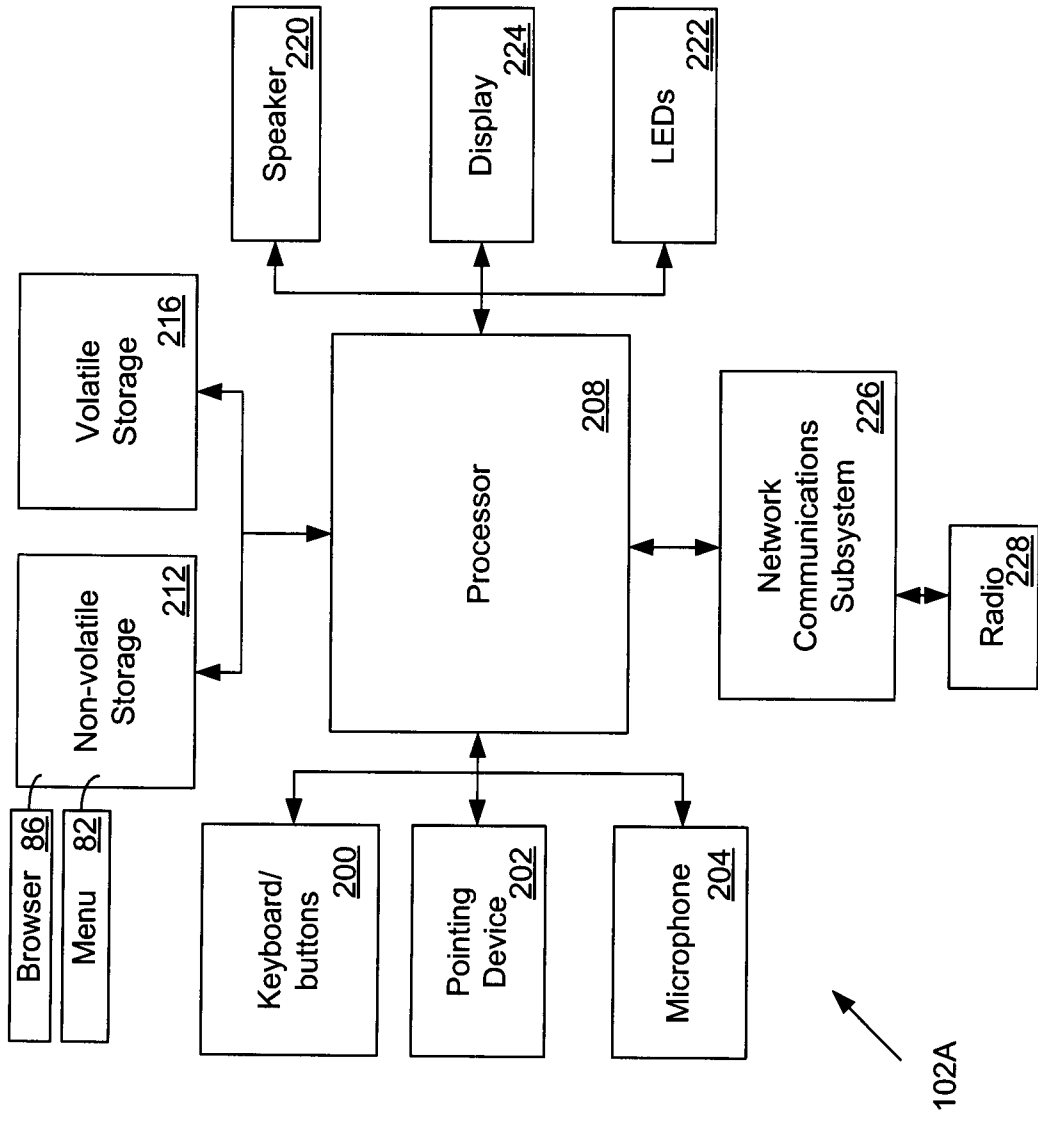 Browser 86
Menu 82
Non-volatile
Storage
212
Volatile
Storage
216
Keyboard/
buttons
200
Pointing
Device
202
Microphone
204
Processor
208
Speaker
220
Display
224
LEDs
222
Network
Communications
Subsystem
226
Radio
228
102A